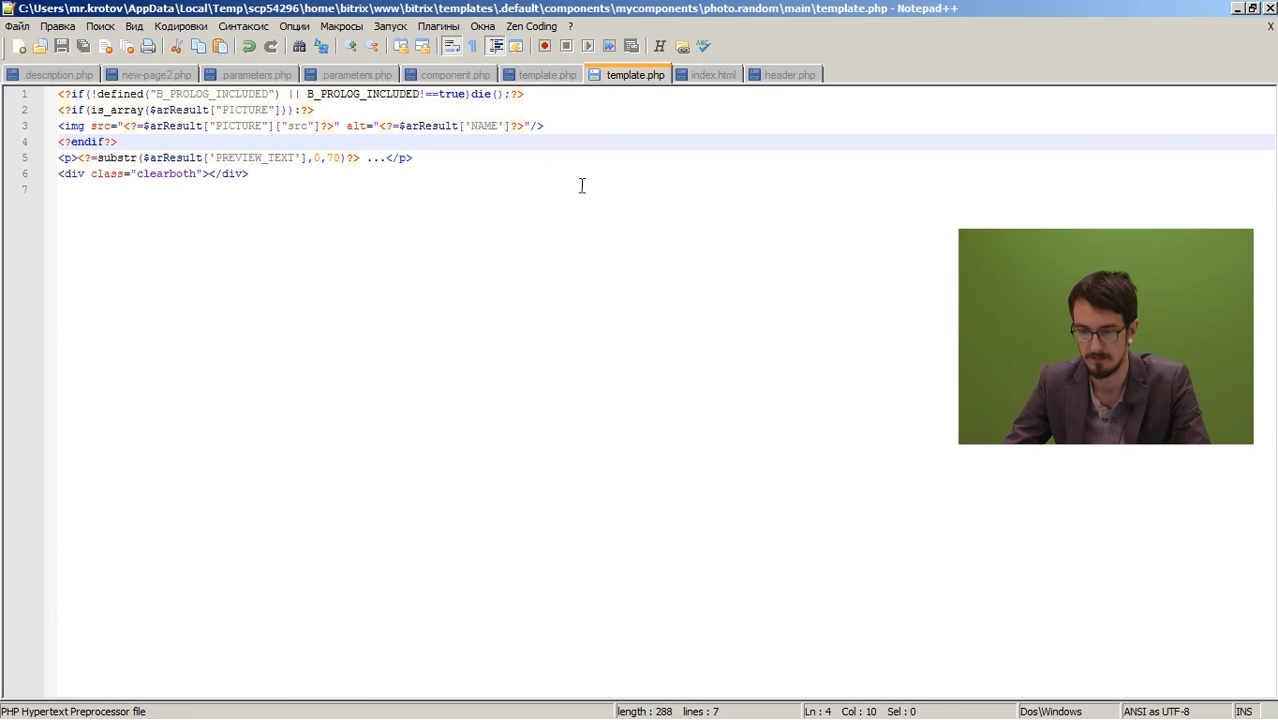 C:\Users\mr.krotov\AppData\Local\Temp\scp54296\home\bitrix\www\bitrix\templates\.default\components\mycomponents\photo.random\main\template.php - Notepad++
Файл Правка Поиск Вид Кодировки Синтаксис Опции Макросы Запуск Плагины Окна Zen Coding ? X
.description.php new-page2.php .parameters.php .parameters.php component.php template.php template.php index.html header.php
1 <?if(!defined("B_PROLOG_INCLUDED") || B_PROLOG_INCLUDED!==true)die();?>
2 <?if(is_array($arResult["PICTURE"])):?>
3 <img src="<?=$arResult["PICTURE"]["src"]?>" alt="<?=$arResult['NAME']?>"/>
4 <?endif?>
5 <p><?=substr($arResult['PREVIEW_TEXT'],0,70)?> ...</p>
6 <div class="clearboth"></div>
7
PHP Hypertext Preprocessor file length : 288 lines : 7 Ln : 4 Col : 10 Sel : 0 Dos\Windows ANSI as UTF-8 INS